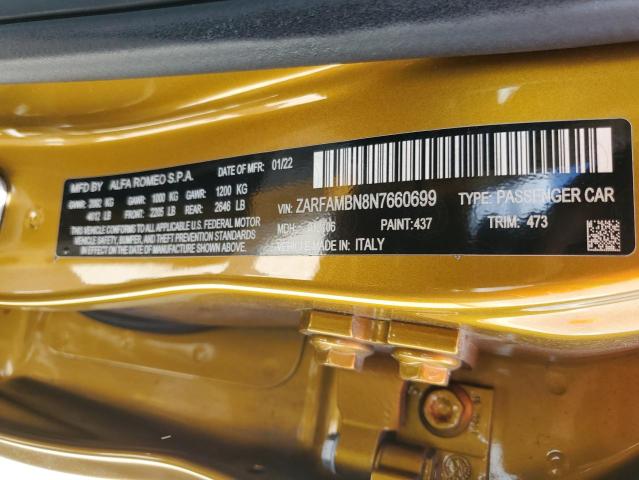 MFD BY ALFA ROMEO S.P.A. DATE OF MFR 01/22
GVWR: KG GAWR: 1000 KG GAWR: 1200 KG
LB FRONT: 2205 LB REAR: 2646 LB
THIS VEHICLE CONFORMS TO ALL APPLICABLE U.S. FEDERAL MOTOR
VEHICLE SAFETY, BUMPER, AND THEFT PREVENTION STANDARDS
IN EFFECT ON THE DATE OF MANUFACTURE SHOWN ABOVE
VIN: ZARFAMBN8N7660699 TYPE: PASSENGER CAR
MDH: PAINT:437 TRIM: 473
MADE IN: ITALY